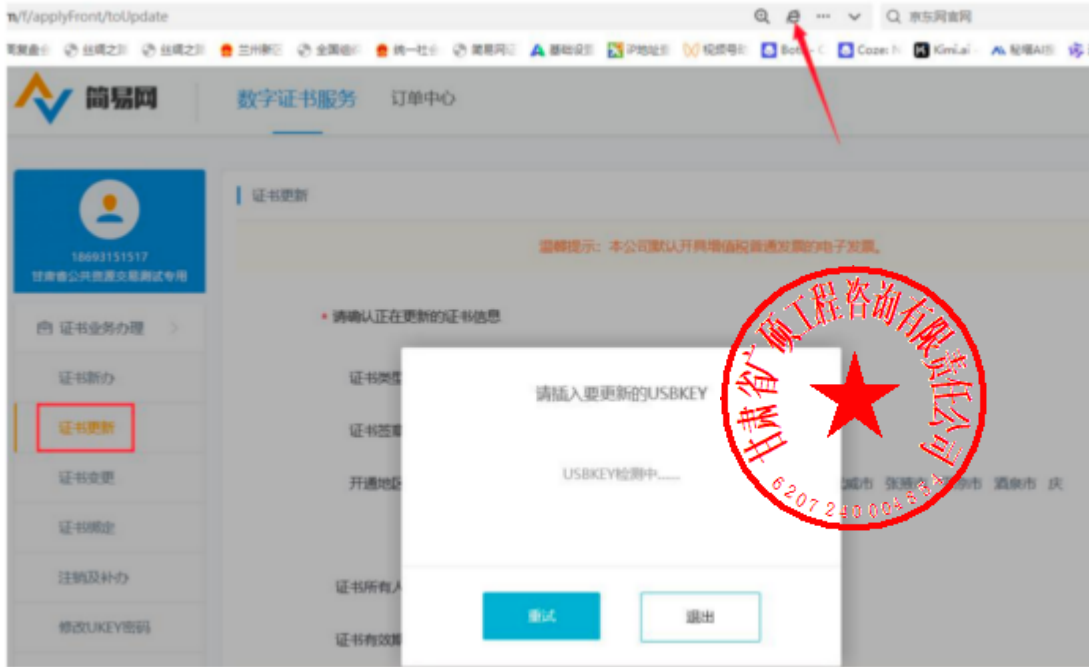 n/f/applyFront/toUpdate
京东网官网
简易网 数字证书服务 订单中心
证书更新
温馨提示：本公司默认开具增值税普通发票的电子发票。
18693151517
甘肃省公共资源交易测试专用
证书业务办理
证书新办
证书更新
证书变更
证书绑定
注销及补办
修改UKEY密码
* 请确认正在更新的证书信息
证书类型
证书签章
开通地区
酒泉市 庆
证书所有人
证书有效期
请插入要更新的USBKEY
USBKEY检测中......
重试 退出
甘肃省广硕工程咨询有限责任公司